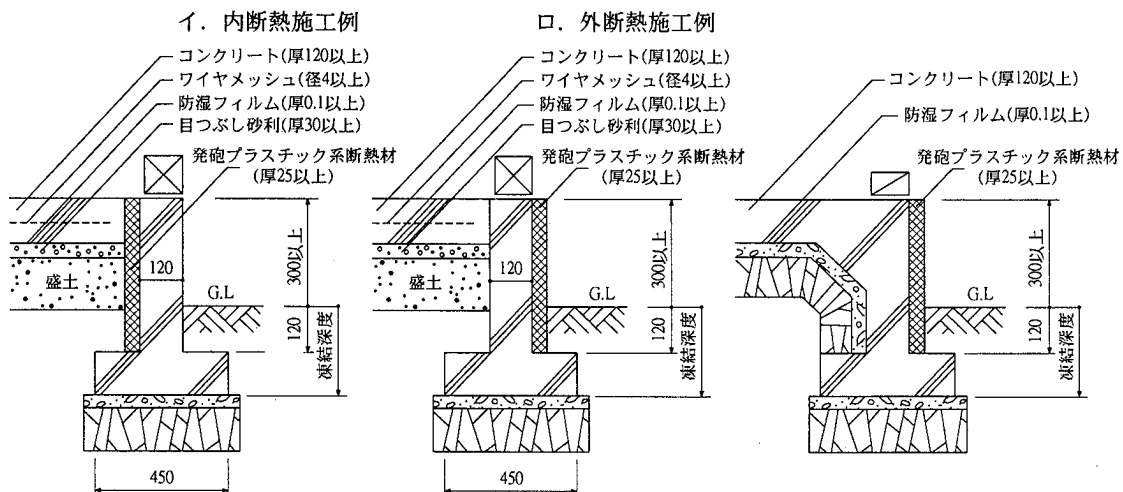 イ．内断熱施工例
コンクリート(厚120以上)
ワイヤメッシュ(径4以上)
防湿フィルム(厚0.1以上)
目つぶし砂利(厚30以上)
発砲プラスチック系断熱材
(厚25以上)
盛土
120
300以上
G.L
120
凍結深度
450
ロ．外断熱施工例
コンクリート(厚120以上)
ワイヤメッシュ(径4以上)
防湿フィルム(厚0.1以上)
目つぶし砂利(厚30以上)
発砲プラスチック系断熱材
(厚25以上)
盛土
120
300以上
G.L
120
凍結深度
450
コンクリート(厚120以上)
防湿フィルム(厚0.1以上)
発砲プラスチック系断熱材
(厚25以上)
300以上
G.L
120
凍結深度